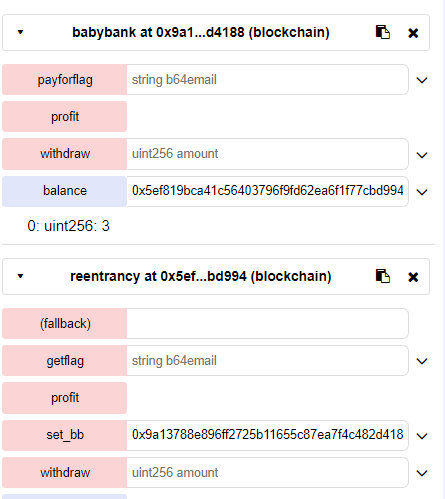 babybank at 0x9a1...d4188 (blockchain)
payforflag string b64email
profit
withdraw uint256 amount
balance 0x5ef819bca41c56403796f9fd62ea6f1f77cbd994
0: uint256: 3
reentrancy at 0x5ef...bd994 (blockchain)
(fallback)
getflag string b64email
profit
set_bb 0x9a13788e896ff2725b11655c87ea7f4c482d418
withdraw uint256 amount